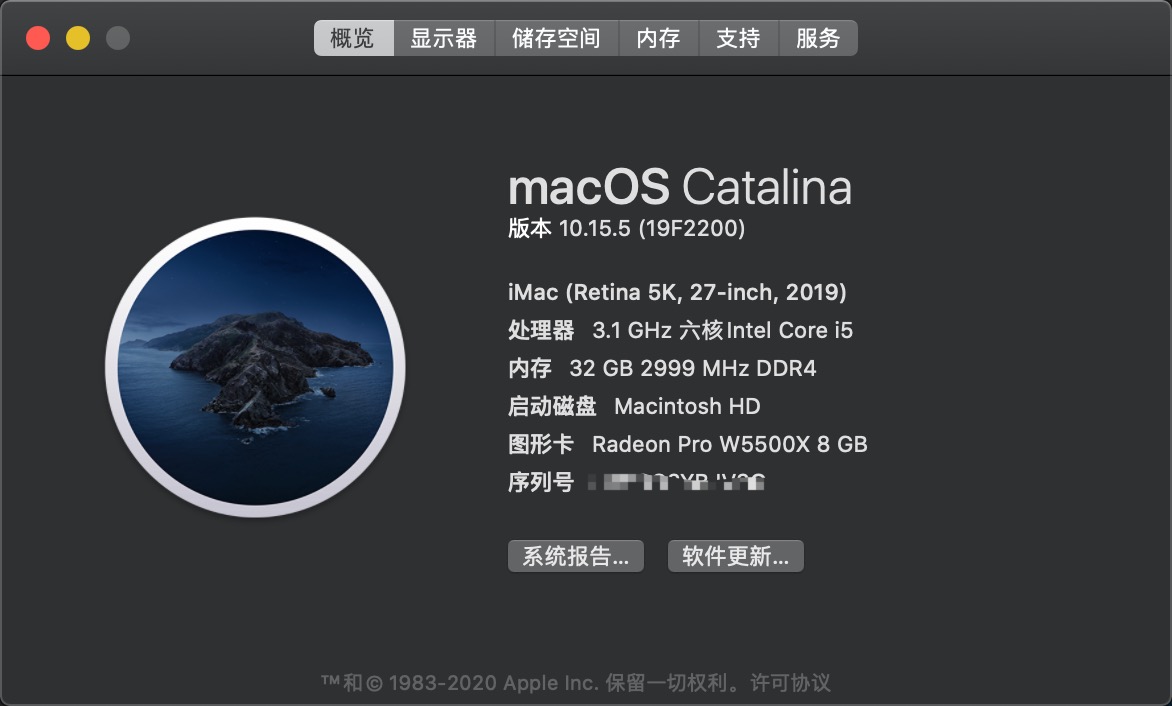 概览 显示器 储存空间 内存 支持 服务
macOS Catalina
版本 10.15.5 (19F2200)
iMac (Retina 5K, 27-inch, 2019)
处理器 3.1 GHz 六核Intel Core i5
内存 32 GB 2999 MHz DDR4
启动磁盘 Macintosh HD
图形卡 Radeon Pro W5500X 8 GB
序列号
系统报告... 软件更新...
™和© 1983-2020 Apple Inc. 保留一切权利。许可协议